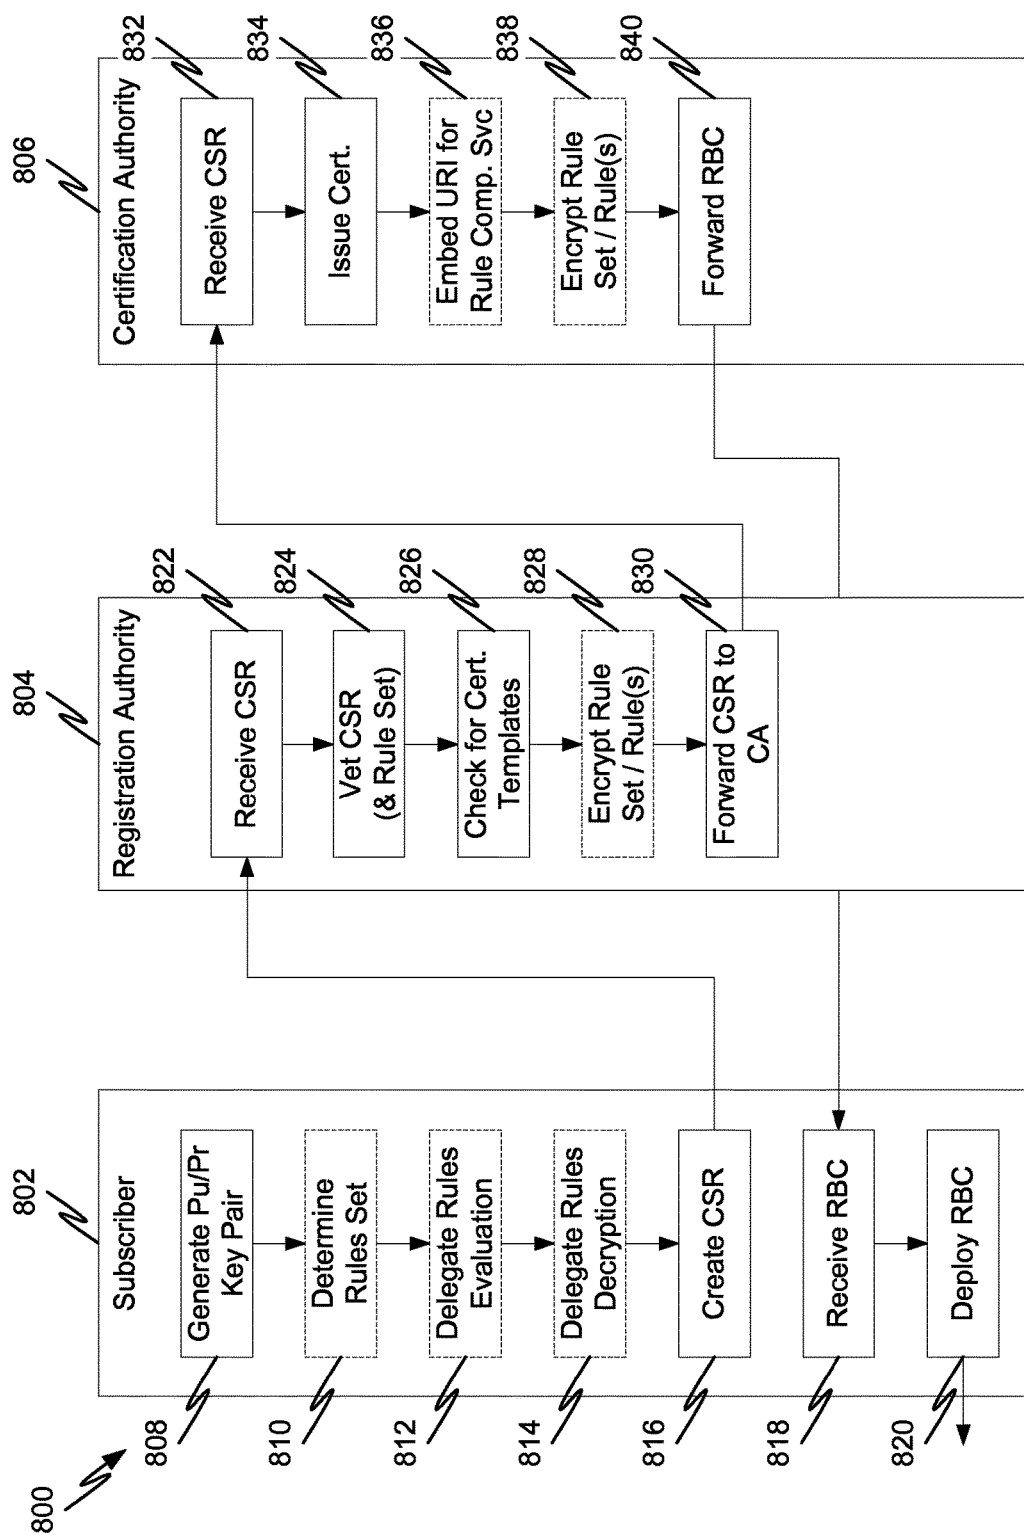 800
802
Subscriber
808
Generate Pu/Pr
Key Pair
810
Determine
Rules Set
812
Delegate Rules
Evaluation
814
Delegate Rules
Decryption
816
Create CSR
818
Receive RBC
820
Deploy RBC
804
Registration Authority
822
Receive CSR
824
Vet CSR
(& Rule Set)
826
Check for Cert.
Templates
828
Encrypt Rule
Set / Rule(s)
830
Forward CSR to
CA
806
Certification Authority
832
Receive CSR
834
Issue Cert.
836
Embed URI for
Rule Comp. Svc
838
Encrypt Rule
Set / Rule(s)
840
Forward RBC